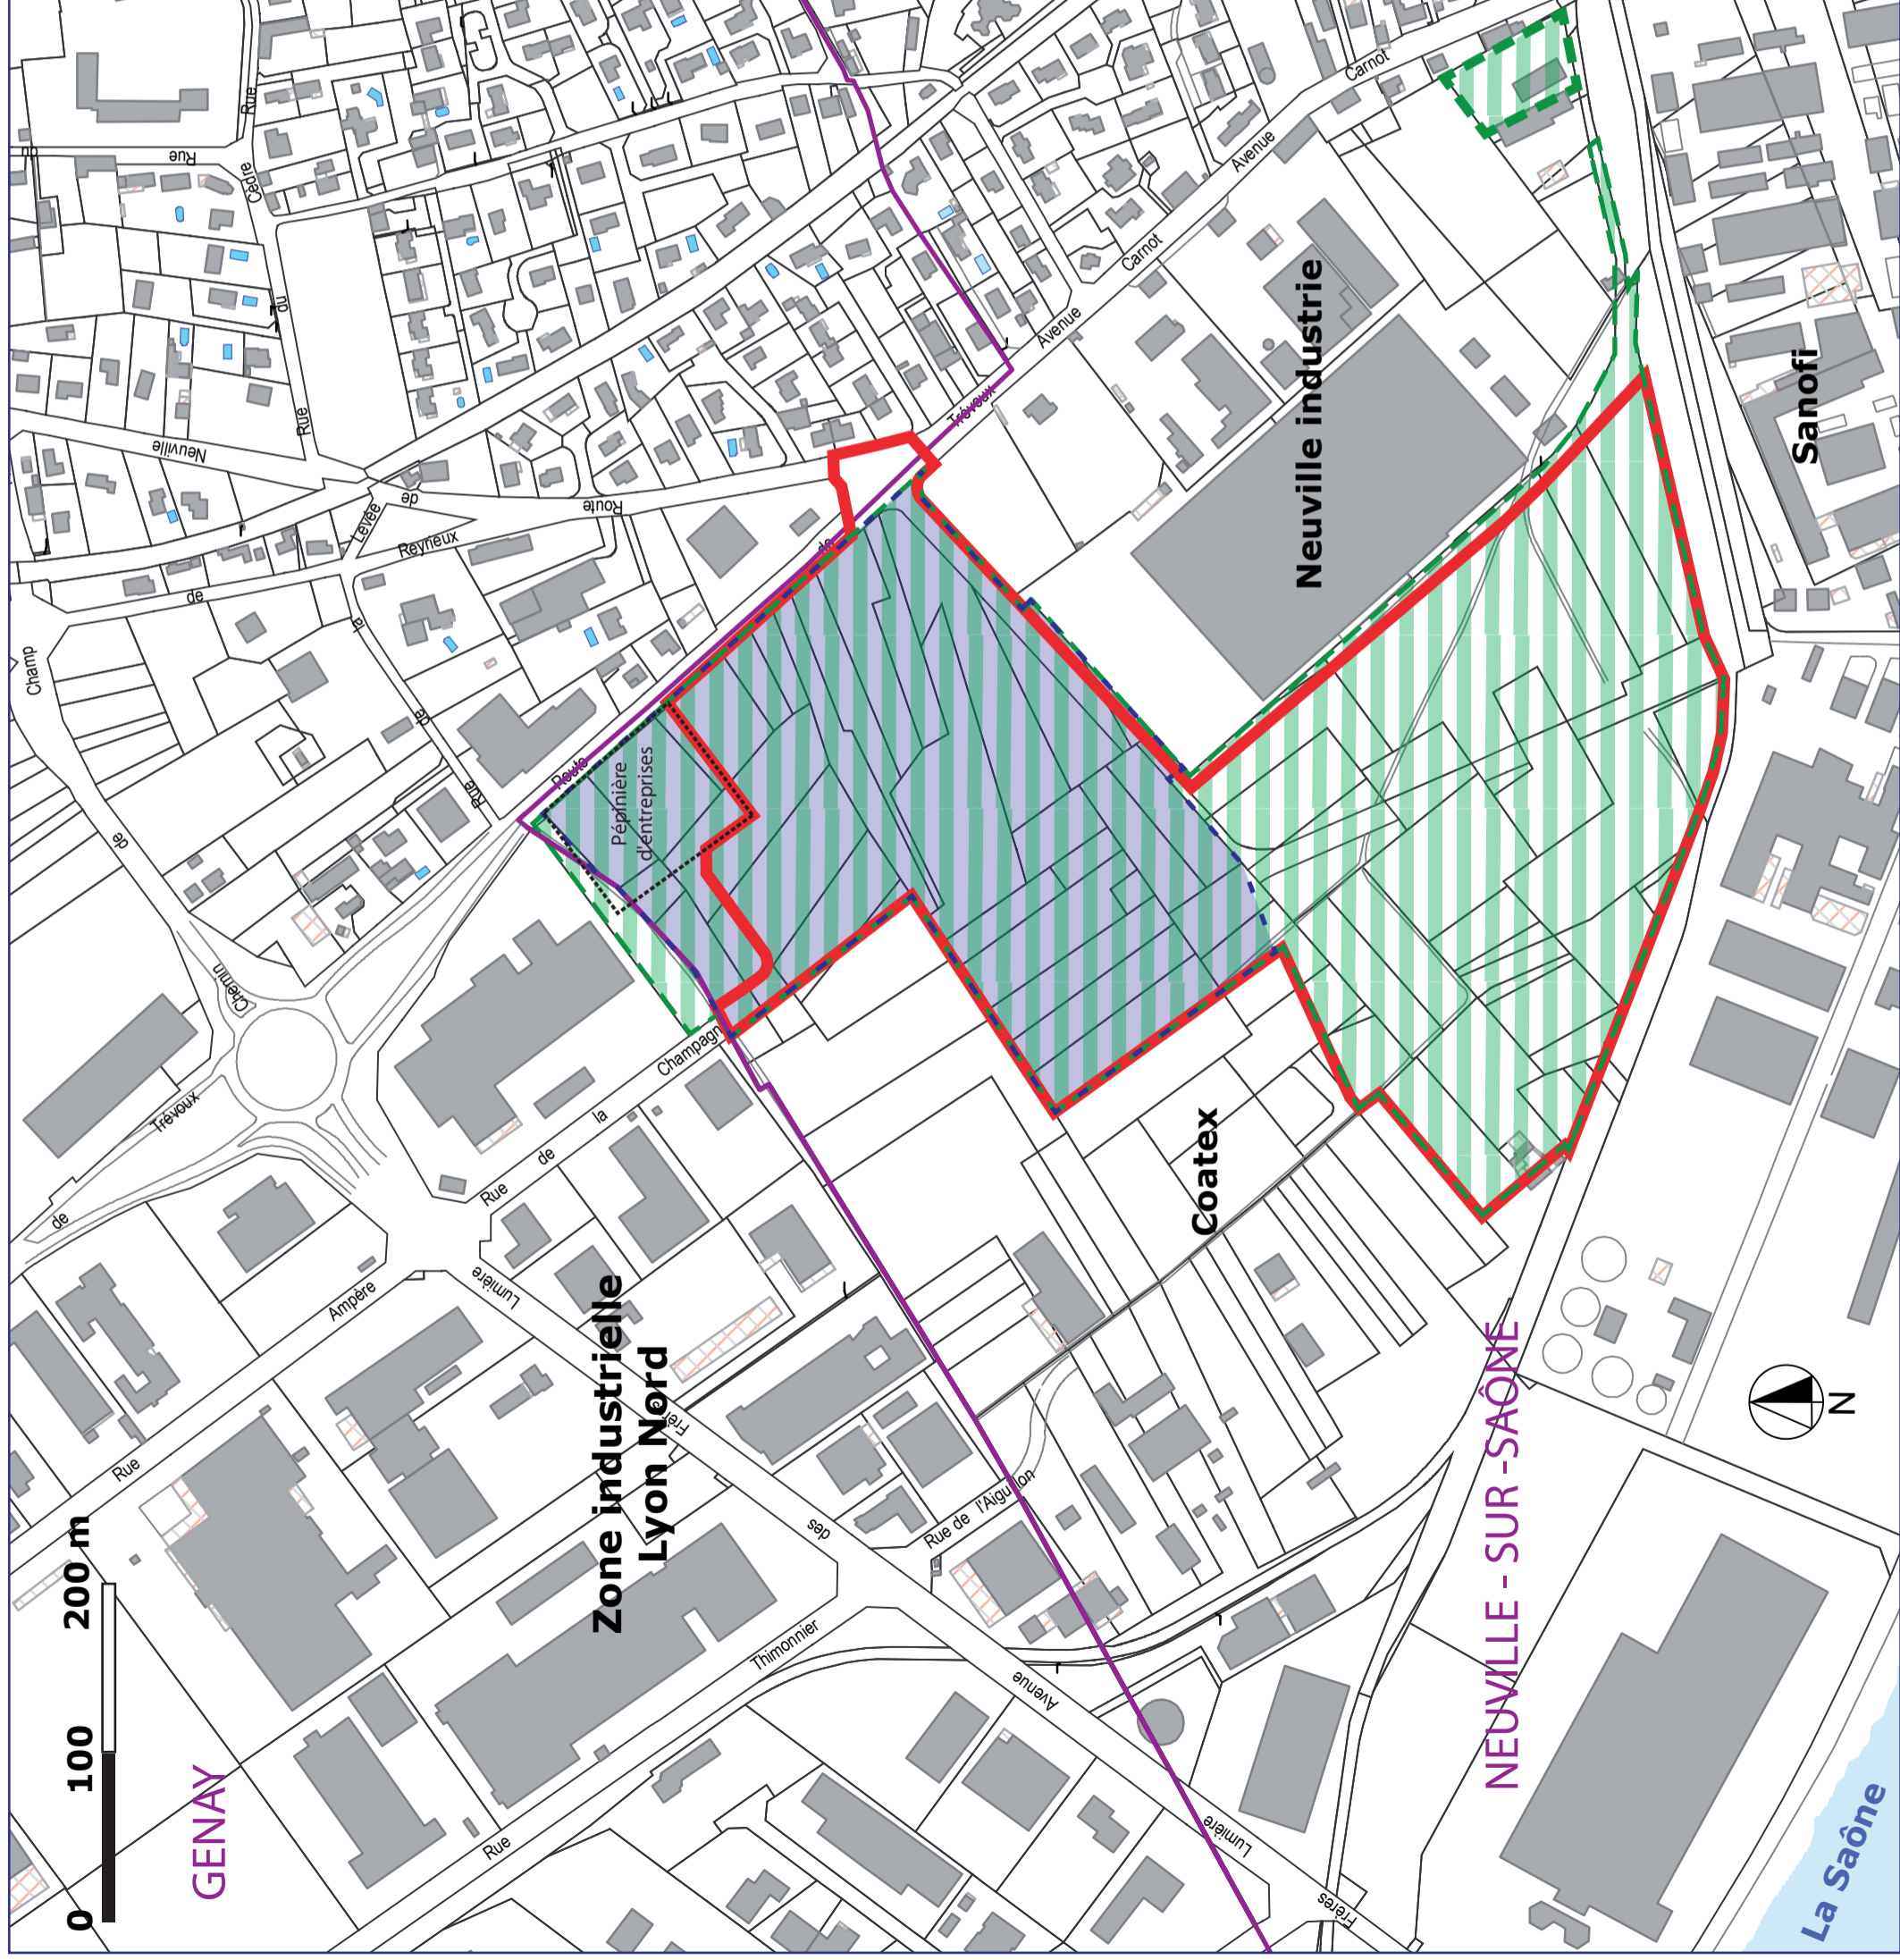 0 100 200 m
GENAY
Zone industrielle
Lyon Nord
NEUVILLE - SUR -SAÔNE
La Saône
N
Coatex
Neuville industrie
Sanofi
Pépinière
d'entreprises
Rue
Ampère
Rue
Thimonnier
Avenue
des
Frères
Lumière
Avenue
Lumière
Frères
Rue de l'Aiguillon
Rue
de
la
Champagne
Chemin
de
Trévoux
de
Champ
Rue
de
la
Levée
de
Reyrieux
Route
de
Neuville
Rue
du
Cèdre
Rue
Rue
du
Route
de
Trévoux
Avenue
Carnot
Avenue
Carnot